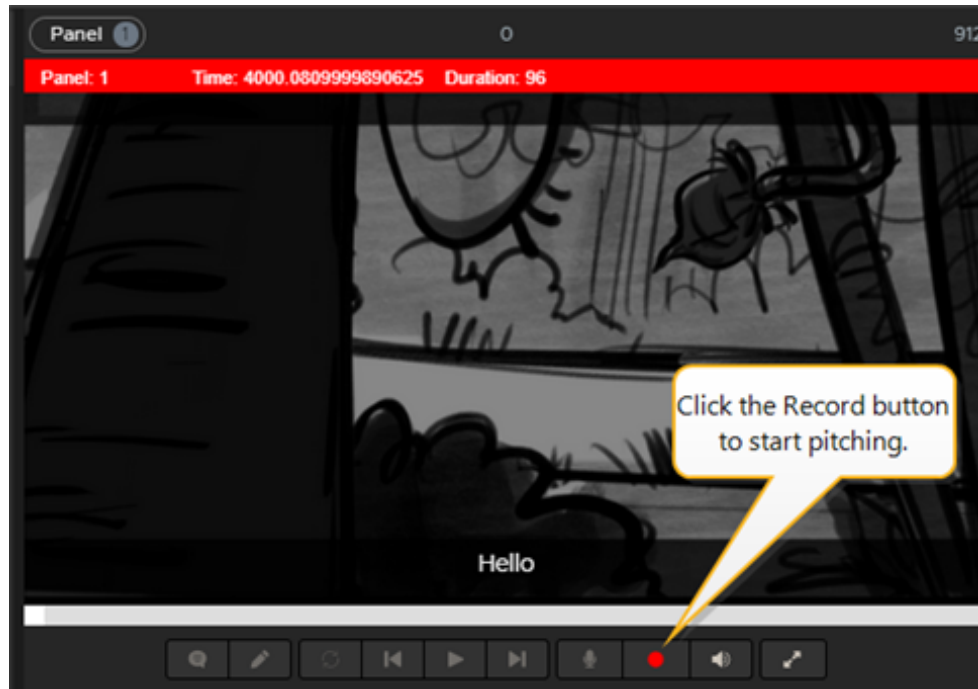 Panel 1 0 912
Panel: 1 Time: 4000.0809999890625 Duration: 96
Click the Record button
to start pitching.
Hello